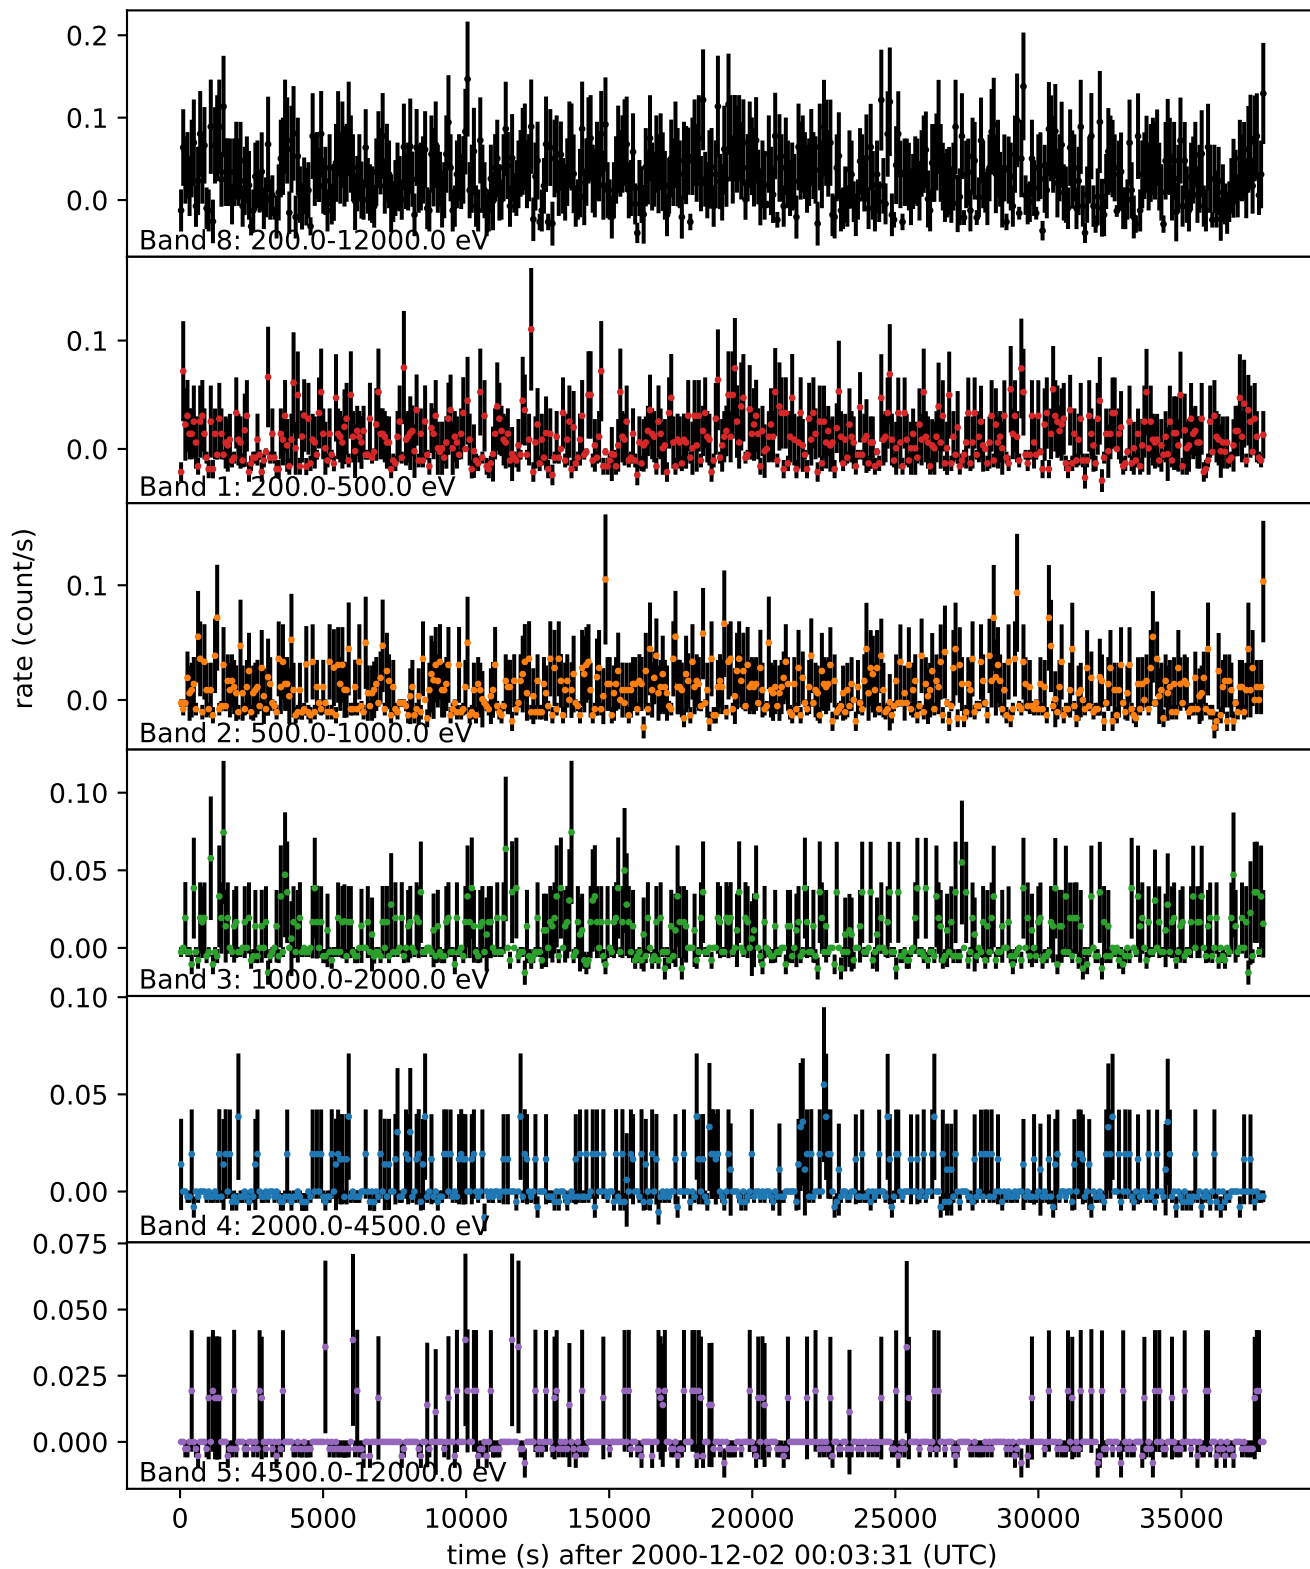 0.2
0.1
0.0
Band 8: 200.0-12000.0 eV
0.1
0.0
Band 1: 200.0-500.0 eV
rate (count/s)
0.1
0.0
Band 2: 500.0-1000.0 eV
0.10
0.05
0.00
Band 3: 1000.0-2000.0 eV
0.10
0.05
0.00
Band 4: 2000.0-4500.0 eV
0.075
0.050
0.025
0.000
Band 5: 4500.0-12000.0 eV
0 5000 10000 15000 20000 25000 30000 35000
time (s) after 2000-12-02 00:03:31 (UTC)